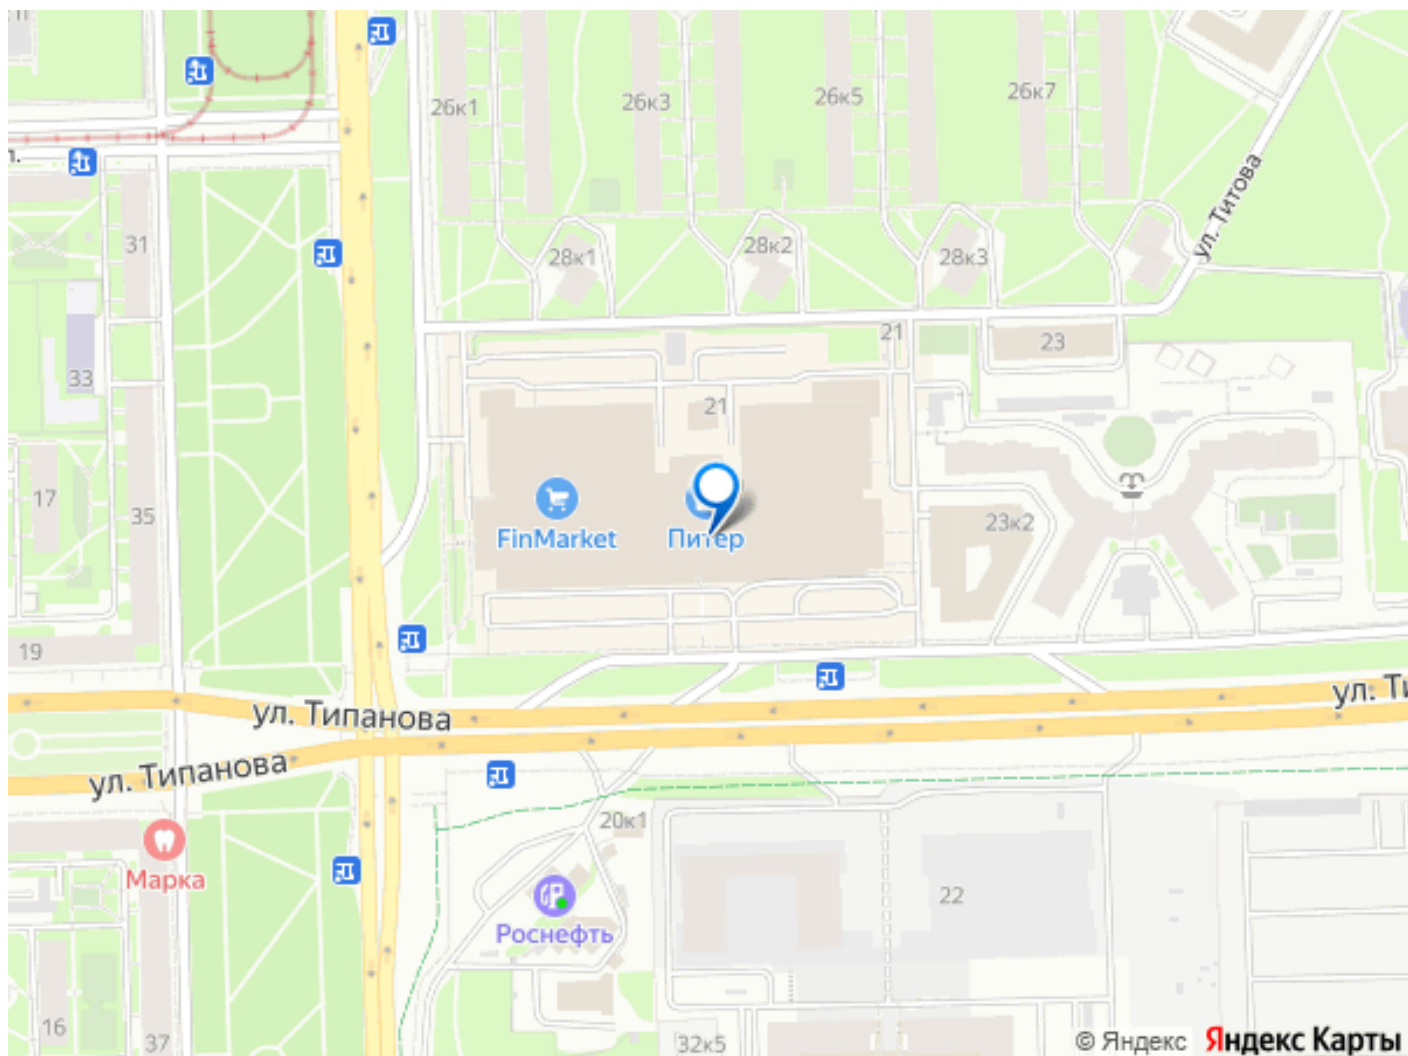 26к1
26к3
26к5
26к7
ул. Титова
31
28к1
28к2
28к3
21
23
33
21
17
35
FinMarket
Питер
23к2
19
ул. Типанова
ул. Ти
ул. Типанова
20к1
Марка
22
Роснефть
16
37
32к5
© Яндекс
Яндекс Карты